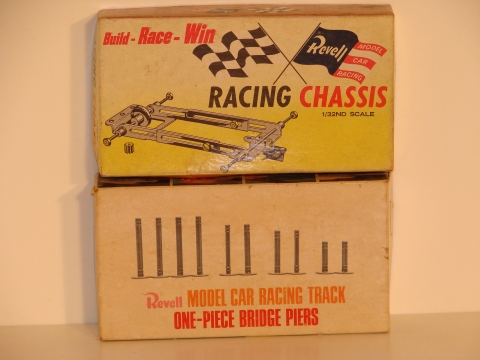 Build - Race - Win
Revell
MODEL
CAR
RACING
RACING CHASSIS
1/32ND SCALE
Revell MODEL CAR RACING TRACK
ONE-PIECE BRIDGE PIERS